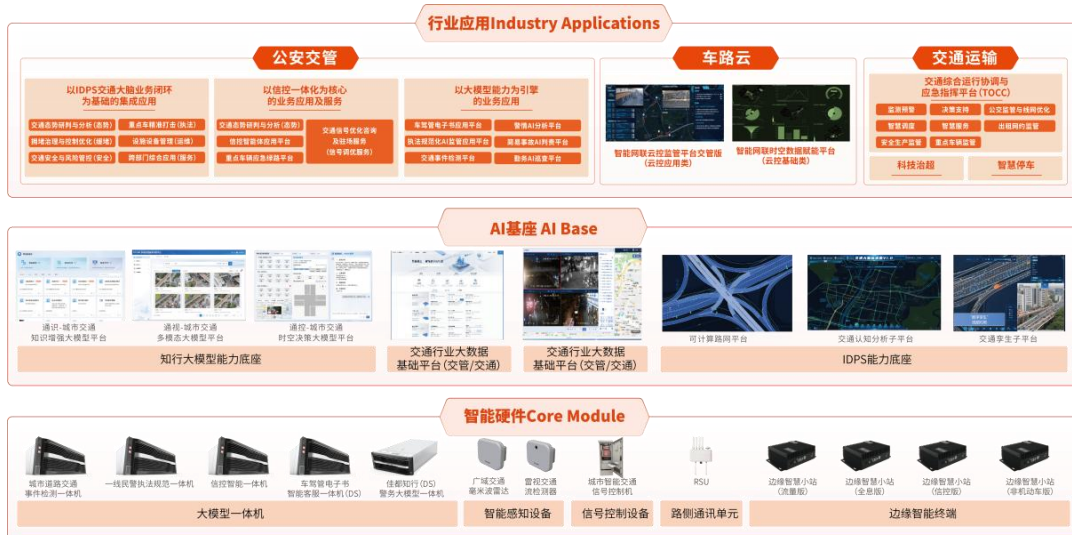 行业应用Industry Applications
公安交管
以IDPS交通大脑业务闭环
为基础的集成应用
交通态势研判与分析(态势)
重点车精准打击(执法)
拥堵治理与控制优化(缓堵)
设施设备管理(运维)
交通安全与风险管控(安全)
跨部门综合应用(服务)
以信控一体化为核心
的业务应用及服务
交通态势研判与分析(态势)
信控智能体应用平台
重点车辆应急绿路平台
交通信号优化咨询
及驻场服务
(信号调优服务)
以大模型能力为引擎
的业务应用
车驾管电子书应用平台
警情AI分析平台
执法规范化AI监管应用平台
简易事故AI判责平台
交通事件检测平台
勤务AI巡查平台
车路云
智能网联云控监管平台交管版
(云控应用类)
智能网联时空数据赋能平台
(云控基础类)
交通运输
交通综合运行协调与
应急指挥平台(TOCC)
监测预警
决策支持
公交监管与线网优化
智慧调度
智慧服务
出租网约监管
安全生产监管
重点车辆监管
科技治超
智慧停车
AI基座 AI Base
通识-城市交通
知识增强大模型平台
通视-城市交通
多模态大模型平台
通控-城市交通
时空决策大模型平台
知行大模型能力底座
交通行业大数据
基础平台(交管/交通)
交通行业大数据
基础平台(交管/交通)
可计算路网平台
交通认知分析子平台
交通孪生子平台
IDPS能力底座
智能硬件Core Module
城市道路交通
事件检测一体机
一线民警执法规范一体机
信控智能一体机
车驾管电子书
智能客服一体机(DS)
佳都知行(DS)
警务大模型一体机
大模型一体机
广域交通
毫米波雷达
雷视交通
流检测器
智能感知设备
城市智能交通
信号控制机
信号控制设备
RSU
路侧通讯单元
边缘智慧小站
(流量版)
边缘智慧小站
(全息版)
边缘智慧小站
(信控版)
边缘智慧小站
(非机动车版)
边缘智能终端